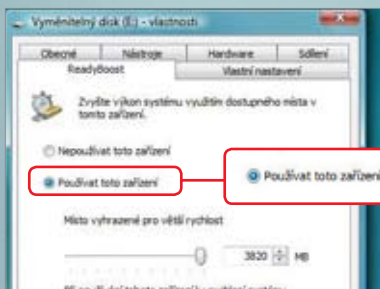 Vyměnitelný disk (E:) - vlastnosti
Obecné Nástroje Hardware Sdílení
ReadyBoost Vlastní nastavení
Zvyšte výkon systému využitím dostupného místa v
tomto zařízení.
Nepoužívat toto zařízení
Používat toto zařízení
Používat toto zařízení
Místo vyhrazené pro větší rychlost
3820 MB